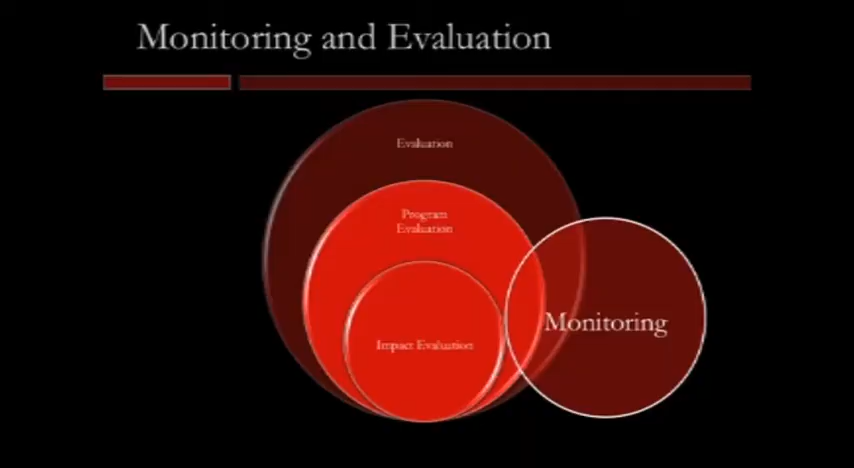 Monitoring and Evaluation
Evaluation
Program
Evaluation
Monitoring
Impact Evaluation